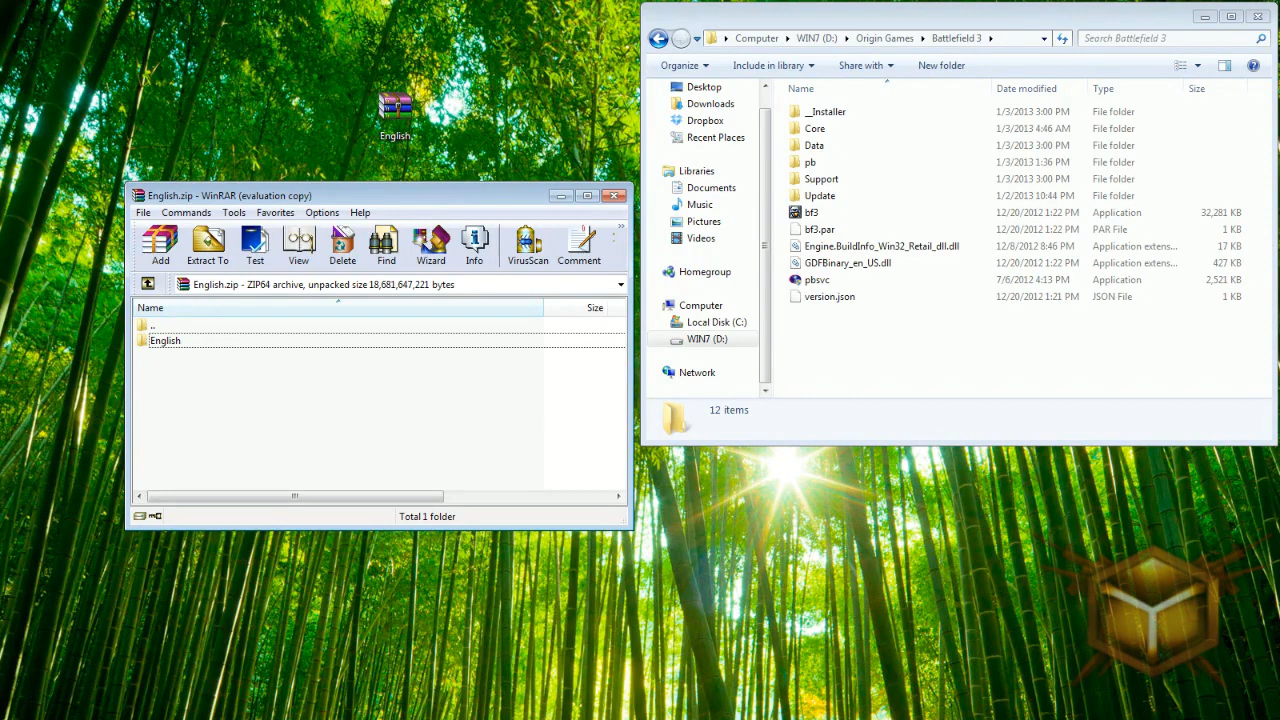 English
English.zip - WinRAR (evaluation copy)
File Commands Tools Favorites Options Help
Add Extract To Test View Delete Find Wizard Info VirusScan Comment
English.zip - ZIP64 archive, unpacked size 18,681,647,221 bytes
Name Size
..
English
Total 1 folder
Computer WIN7 (D:) Origin Games Battlefield 3 Search Battlefield 3
Organize Include in library Share with New folder
Desktop
Downloads
Dropbox
Recent Places
Libraries
Documents
Music
Pictures
Videos
Homegroup
Computer
Local Disk (C:)
WIN7 (D:)
Network
Name Date modified Type Size
__Installer 1/3/2013 3:00 PM File folder
Core 1/3/2013 4:46 AM File folder
Data 1/3/2013 3:00 PM File folder
pb 1/3/2013 1:36 PM File folder
Support 1/3/2013 3:00 PM File folder
Update 1/2/2013 10:44 PM File folder
bf3 12/20/2012 1:22 PM Application 32,281 KB
bf3.par 12/20/2012 1:22 PM PAR File 1 KB
Engine.BuildInfo_Win32_Retail_dll.dll 12/8/2012 8:46 PM Application extens... 17 KB
GDFBinary_en_US.dll 12/20/2012 1:22 PM Application extens... 427 KB
pbsvc 7/6/2012 4:13 PM Application 2,521 KB
version.json 12/20/2012 1:21 PM JSON File 1 KB
12 items